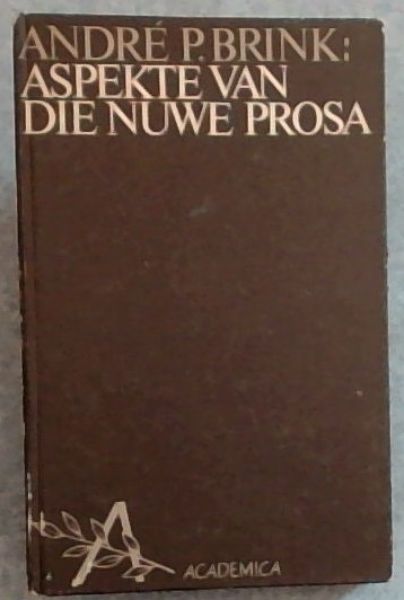 ANDRÉ P. BRINK:
ASPEKTE VAN
DIE NUWE PROSA
A
ACADEMICA